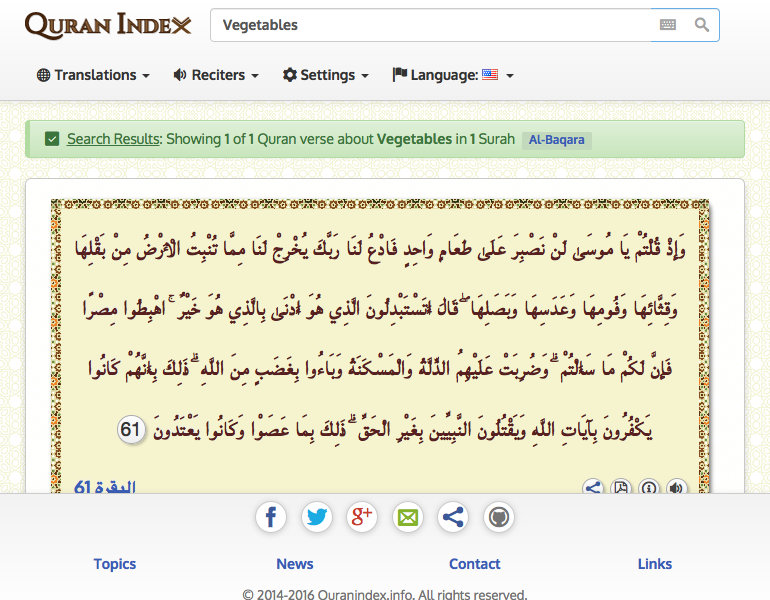 QURAN INDEX
Vegetables
Translations
Reciters
Settings
Language:
Search Results: Showing 1 of 1 Quran verse about Vegetables in 1 Surah Al-Baqara
وَإِذْ قُلْتُمْ يَا مُوسَىٰ لَنْ نَصْبِرَ عَلَىٰ طَعَامٍ وَاحِدٍ فَادْعُ لَنَا رَبَّكَ يُخْرِجْ لَنَا مِمَّا تُنْبِتُ الْأَرْضُ مِنْ بَقْلِهَا
وَقِثَّائِهَا وَفُومِهَا وَعَدَسِهَا وَبَصَلِهَا ۖ قَالَ أَتَسْتَبْدِلُونَ الَّذِي هُوَ أَدْنَىٰ بِالَّذِي هُوَ خَيْرٌ ۚ اهْبِطُوا مِصْرًا
فَإِنَّ لَكُمْ مَا سَأَلْتُمْ ۗ وَضُرِبَتْ عَلَيْهِمُ الذِّلَّةُ وَالْمَسْكَنَةُ وَبَاءُوا بِغَضَبٍ مِنَ اللَّهِ ۗ ذَٰلِكَ بِأَنَّهُمْ كَانُوا
يَكْفُرُونَ بِآيَاتِ اللَّهِ وَيَقْتُلُونَ النَّبِيِّينَ بِغَيْرِ الْحَقِّ ۗ ذَٰلِكَ بِمَا عَصَوْا وَكَانُوا يَعْتَدُونَ 61
البقرة 61
f
g+
Topics
News
Contact
Links
© 2014-2016 Quranindex.info. All rights reserved.